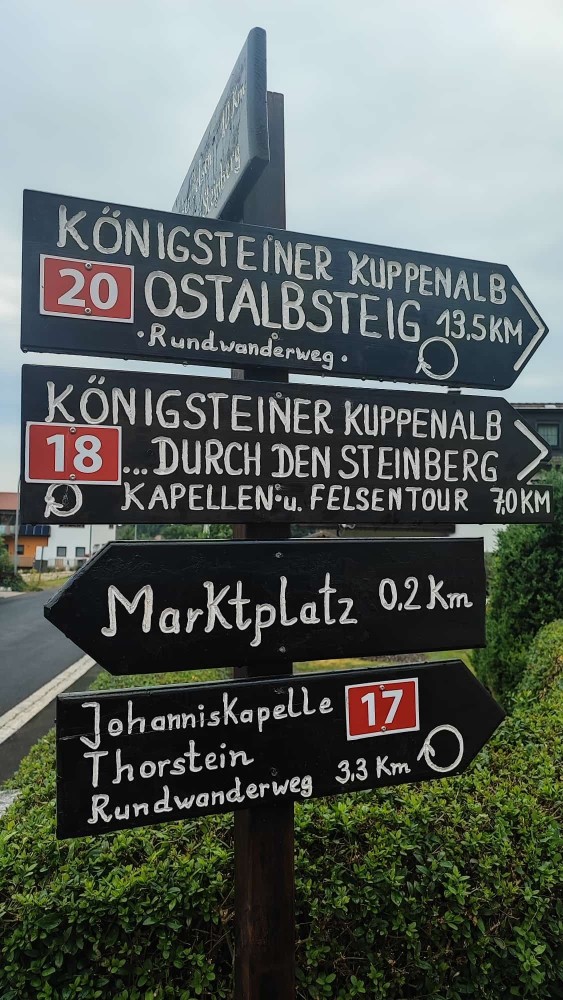 KÖNIGSTEINER KUPPENALB
20 OSTALBSTEIG 13,5KM
·Rundwanderweg·
KÖNIGSTEINER KUPPENALB
18 ...DURCH DEN STEINBERG
KAPELLEN-u. FELSENTOUR 7,0KM
Marktplatz 0,2 Km
Johanniskapelle 17
Thorstein
Rundwanderweg 3,3 Km